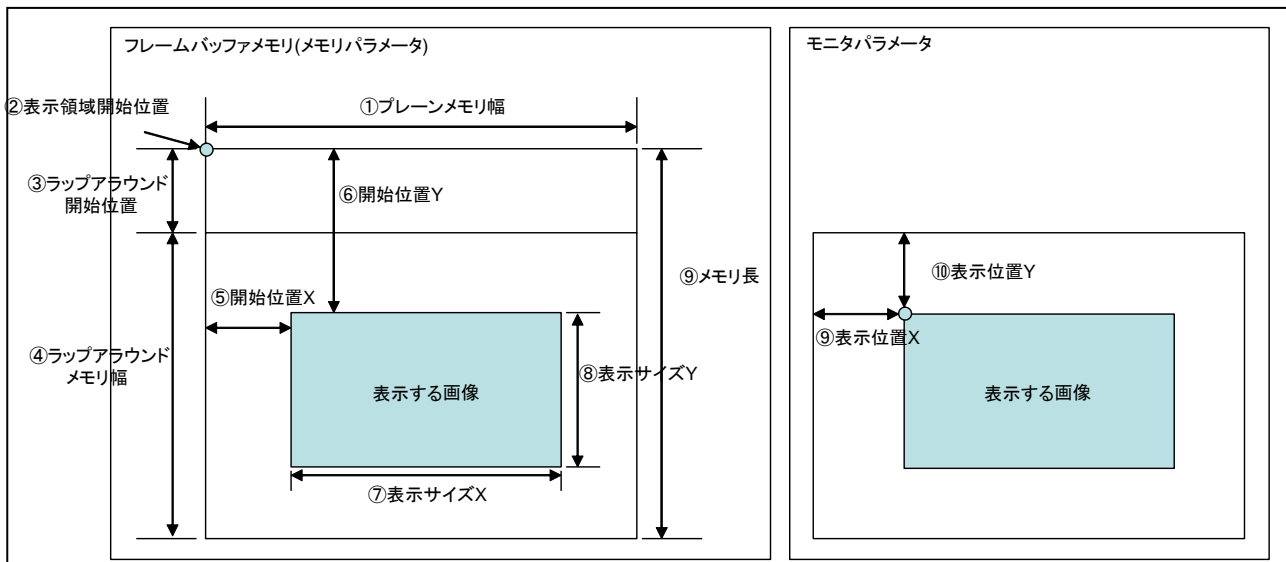 フレームバッファメモリ(メモリパラメータ)
②表示領域開始位置
①プレーンメモリ幅
③ラップアラウンド
開始位置
⑥開始位置Y
⑨メモリ長
⑤開始位置X
④ラップアラウンド
メモリ幅
表示する画像
⑧表示サイズY
⑦表示サイズX
モニタパラメータ
⑩表示位置Y
⑨表示位置X
表示する画像